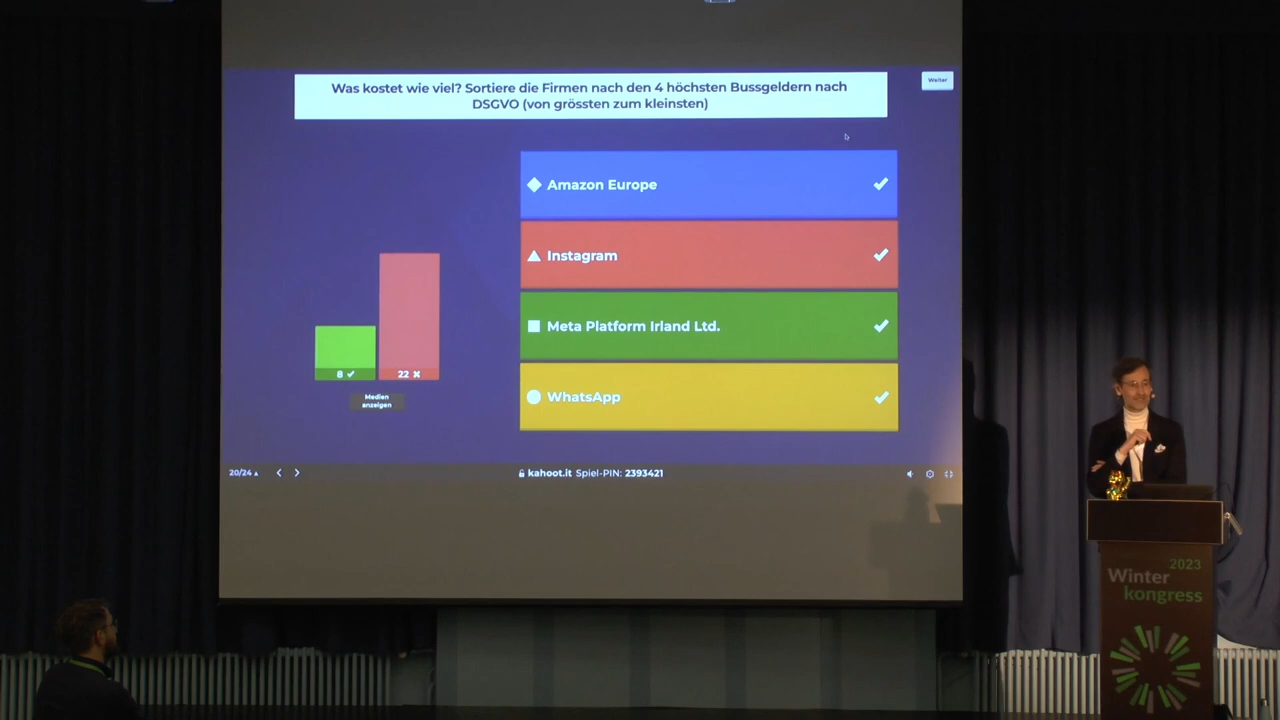 Was kostet wie viel? Sortiere die Firmen nach den 4 höchsten Bussgeldern nach
DSGVO (von grössten zum kleinsten)
Weiter
Amazon Europe
Instagram
Meta Platform Irland Ltd.
WhatsApp
8
22
Medien
anzeigen
20/24
kahoot.it Spiel-PIN: 2393421
2023
Winter
kongress